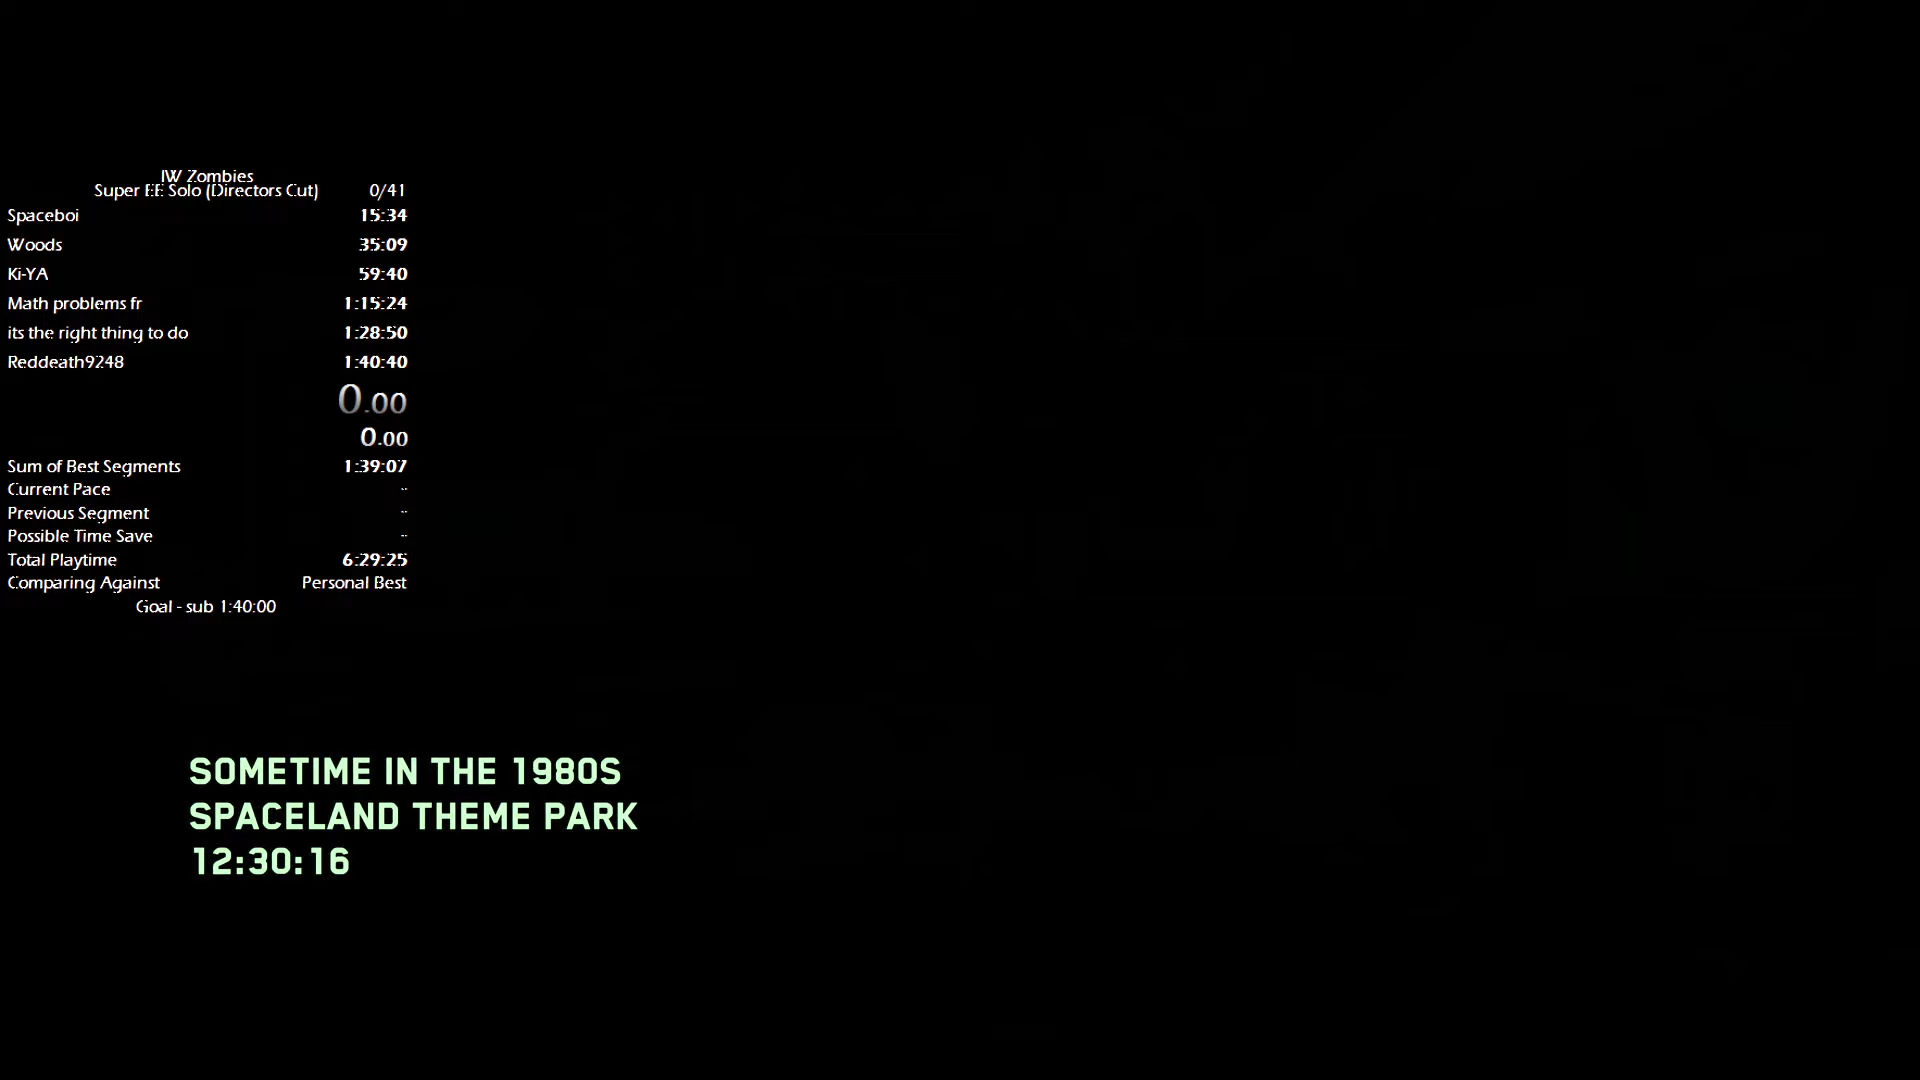 IW Zombies
Super EE Solo (Directors Cut) 0/41
Spaceboi 15:34
Woods 35:09
Ki-YA 59:40
Math problems fr 1:15:24
its the right thing to do 1:28:50
Reddeath9248 1:40:40
0.00
0.00
Sum of Best Segments 1:39:07
Current Pace -
Previous Segment -
Possible Time Save -
Total Playtime 6:29:25
Comparing Against Personal Best
Goal - sub 1:40:00
SOMETIME IN THE 1980S
SPACELAND THEME PARK
12:30:16